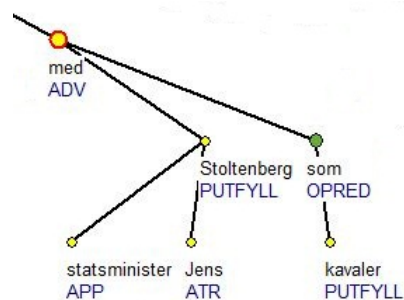 med
ADV
Stoltenberg som
PUTFYLL OPRED
statsminister Jens kavaler
APP ATR PUTFYLL